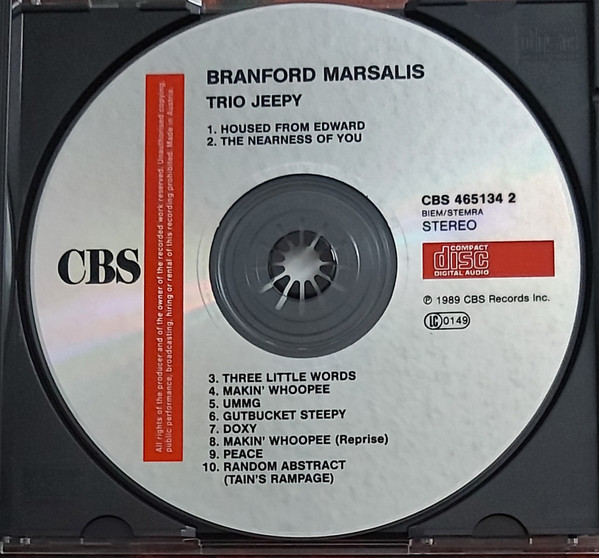 BRANFORD MARSALIS
TRIO JEEPY
1. HOUSED FROM EDWARD
2. THE NEARNESS OF YOU
CBS 465134 2
BIEM/STEMRA
STEREO
COMPACT
disc
DIGITAL AUDIO
℗ 1989 CBS Records Inc.
LC 0149
CBS
All rights of the producer and of the owner of the recorded work reserved. Unauthorised copying,
public performance, broadcasting, hiring or rental of this recording prohibited. Made in Austria.
3. THREE LITTLE WORDS
4. MAKIN' WHOOPEE
5. UMMG
6. GUTBUCKET STEEPY
7. DOXY
8. MAKIN' WHOOPEE (Reprise)
9. PEACE
10. RANDOM ABSTRACT
(TAIN'S RAMPAGE)